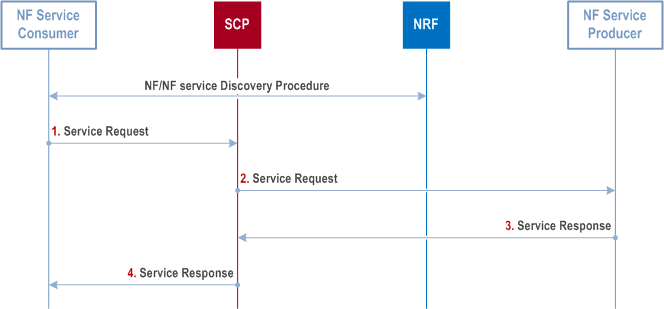 NF Service
Consumer
SCP
NRF
NF Service
Producer
NF/NF service Discovery Procedure
1. Service Request
2. Service Request
3. Service Response
4. Service Response